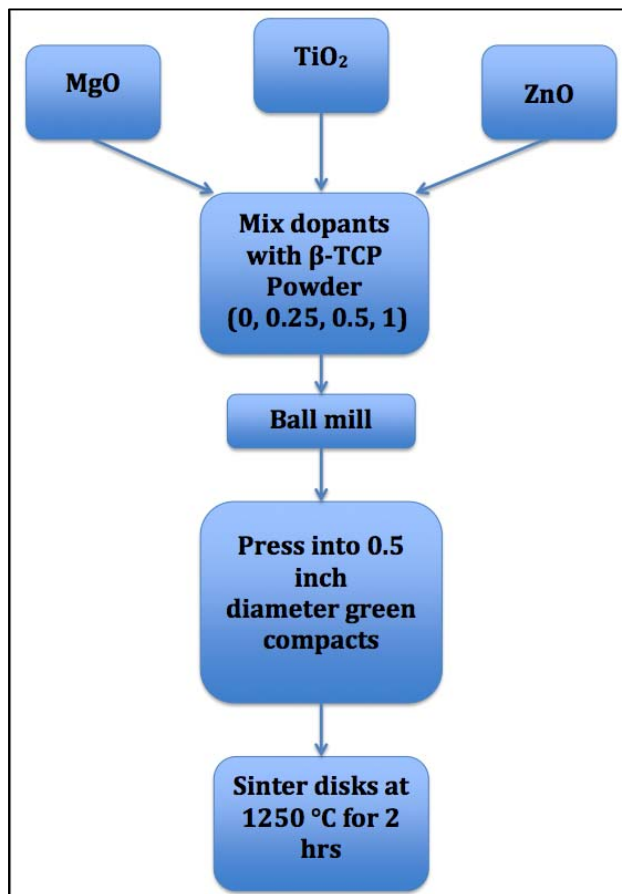 MgO
TiO₂
ZnO
Mix dopants
with β-TCP
Powder
(0, 0.25, 0.5, 1)
Ball mill
Press into 0.5
inch
diameter green
compacts
Sinter disks at
1250 °C for 2
hrs